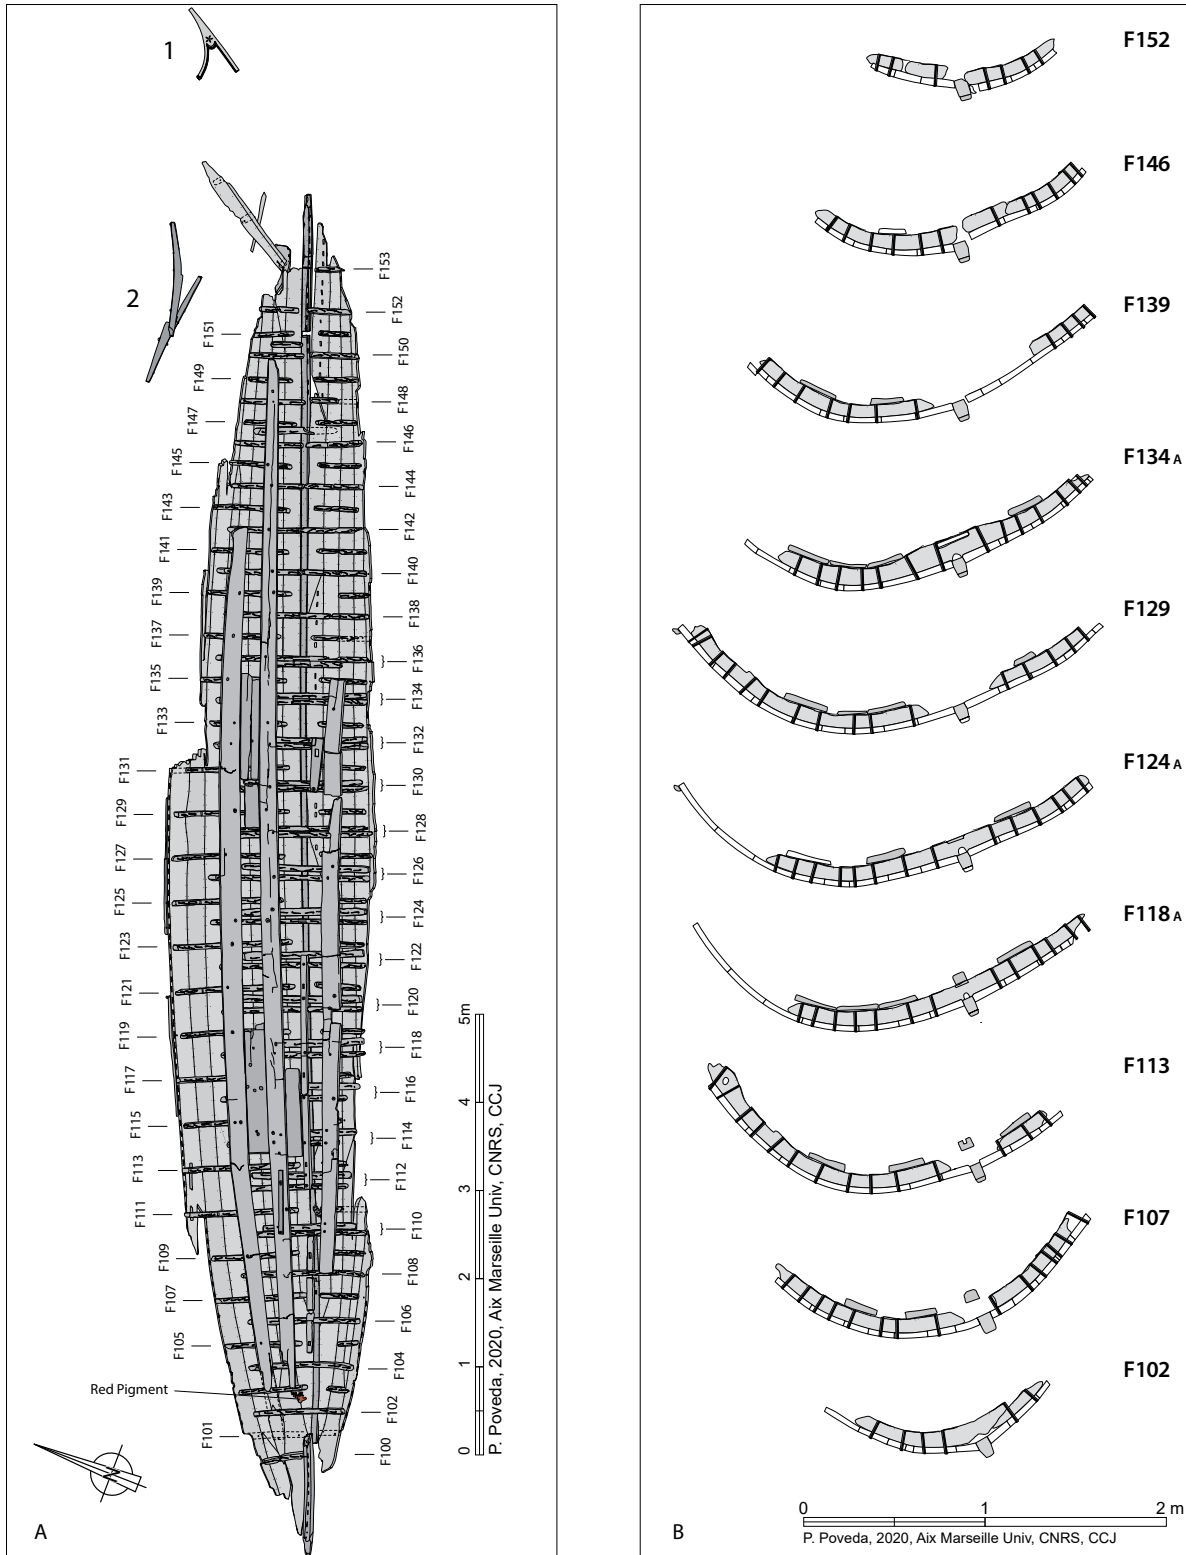 1
2
F153
F152
F151
F150
F149
F148
F147
F146
F145
F144
F143
F142
F141
F140
F139
F138
F137
F136
F135
F134
F133
F132
F131
F130
F129
F128
F127
F126
F125
F124
F123
F122
F121
F120
F119
F118
F117
F116
F115
F114
F113
F112
F111
F110
F109
F108
F107
F106
F105
F104
Red Pigment
F102
F101
F100
0 1 2 3 4 5m
P. Poveda, 2020, Aix Marseille Univ, CNRS, CCJ
A
F152
F146
F139
F134 A
F129
F124 A
F118 A
F113
F107
F102
0 1 2 m
P. Poveda, 2020, Aix Marseille Univ, CNRS, CCJ
B